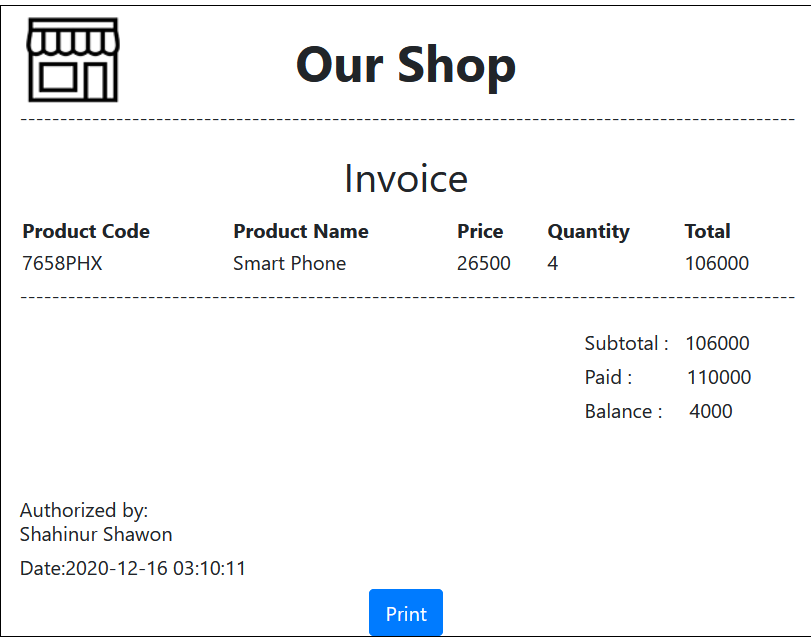 Our Shop
--------------------------------------------------------------------------------------------------------------
Invoice
Product Code Product Name Price Quantity Total
7658PHX Smart Phone 26500 4 106000
--------------------------------------------------------------------------------------------------------------
Subtotal : 106000
Paid : 110000
Balance : 4000
Authorized by:
Shahinur Shawon
Date:2020-12-16 03:10:11
Print